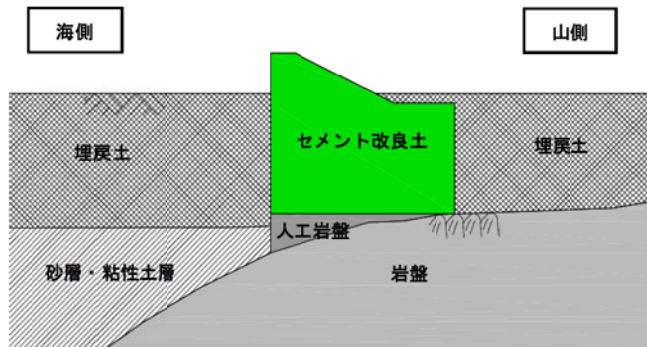 海側
山側
埋戻土
セメント改良土
埋戻土
人工岩盤
砂層・粘性土層
岩盤